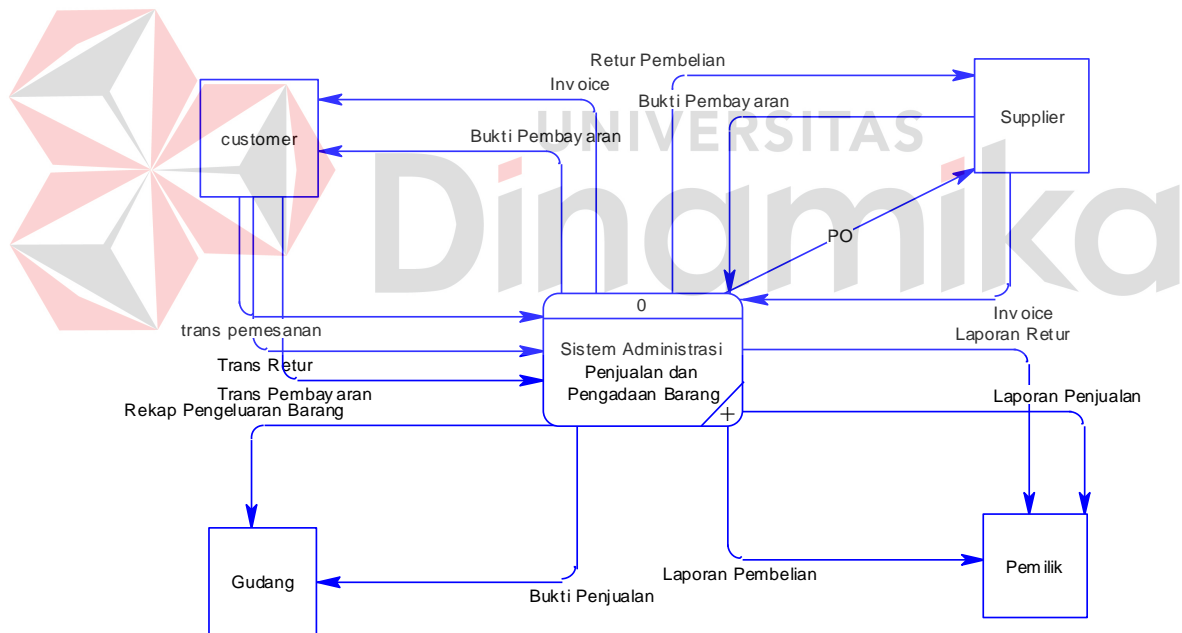 Retur Pembelian
Invoice
Bukti Pembayaran
customer
Bukti Pembayaran
Supplier
UNIVERSITAS
Dinamika
PO
0
trans pemesanan
Invoice
Laporan Retur
Sistem Administrasi
Penjualan dan
Pengadaan Barang
+
Trans Retur
Trans Pembayaran
Rekap Pengeluaran Barang
Laporan Penjualan
Gudang
Bukti Penjualan
Laporan Pembelian
Pemilik